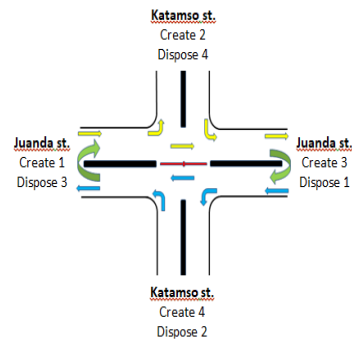 Katamso st.
Create 2
Dispose 4
Juanda st.
Create 1
Dispose 3
Juanda st.
Create 3
Dispose 1
Katamso st.
Create 4
Dispose 2